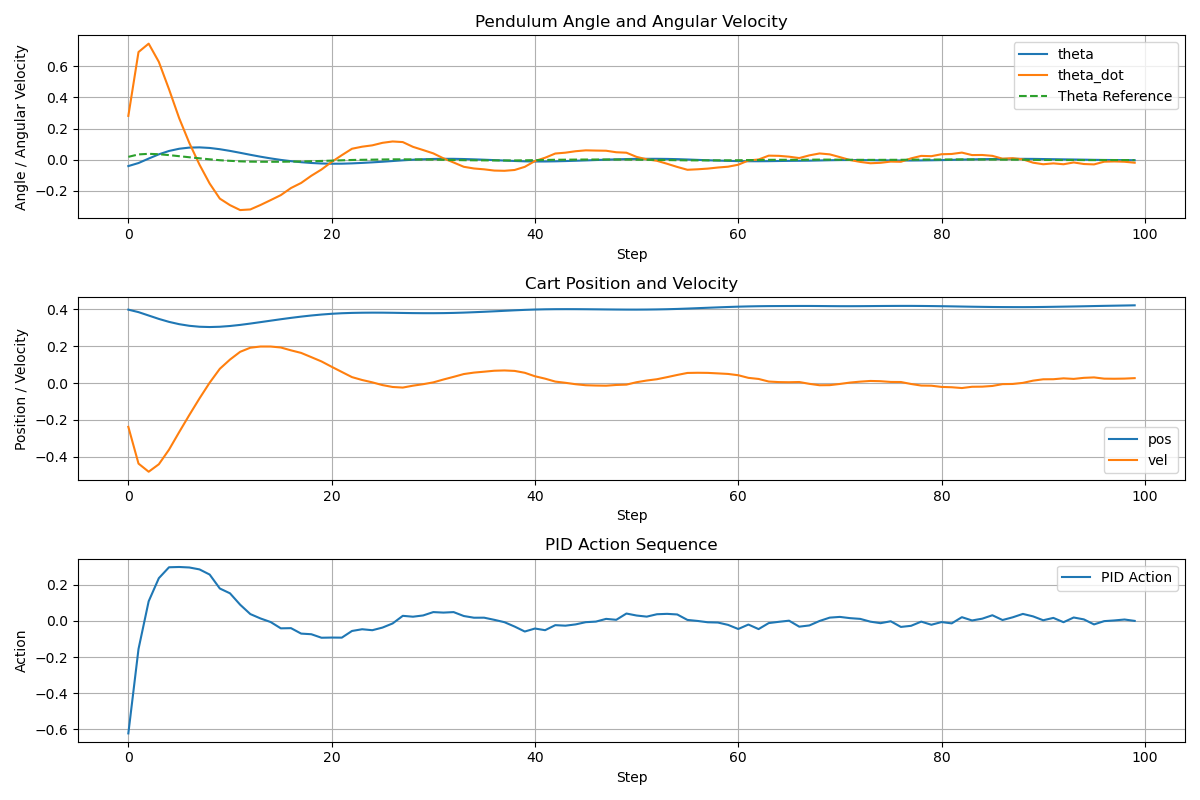 Pendulum Angle and Angular Velocity
Angle / Angular Velocity
0.6
0.4
0.2
0.0
−0.2
theta
theta_dot
Theta Reference
0 20 40 60 80 100
Step
Cart Position and Velocity
Position / Velocity
0.4
0.2
0.0
−0.2
−0.4
pos
vel
0 20 40 60 80 100
Step
PID Action Sequence
Action
0.2
0.0
−0.2
−0.4
−0.6
PID Action
0 20 40 60 80 100
Step